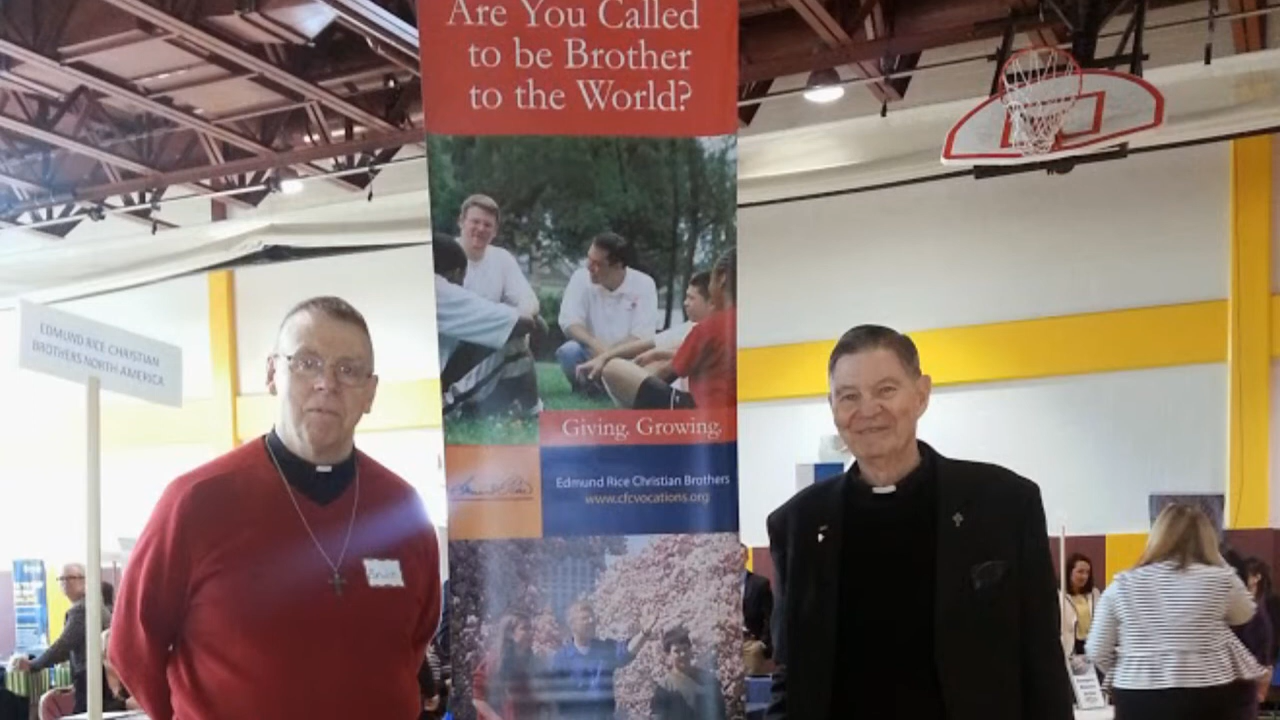 Are You Called
to be Brother
to the World?
EDMUND RICE CHRISTIAN
BROTHERS NORTH AMERICA
Giving. Growing.
Edmund Rice Christian Brothers
www.cfcvocations.org